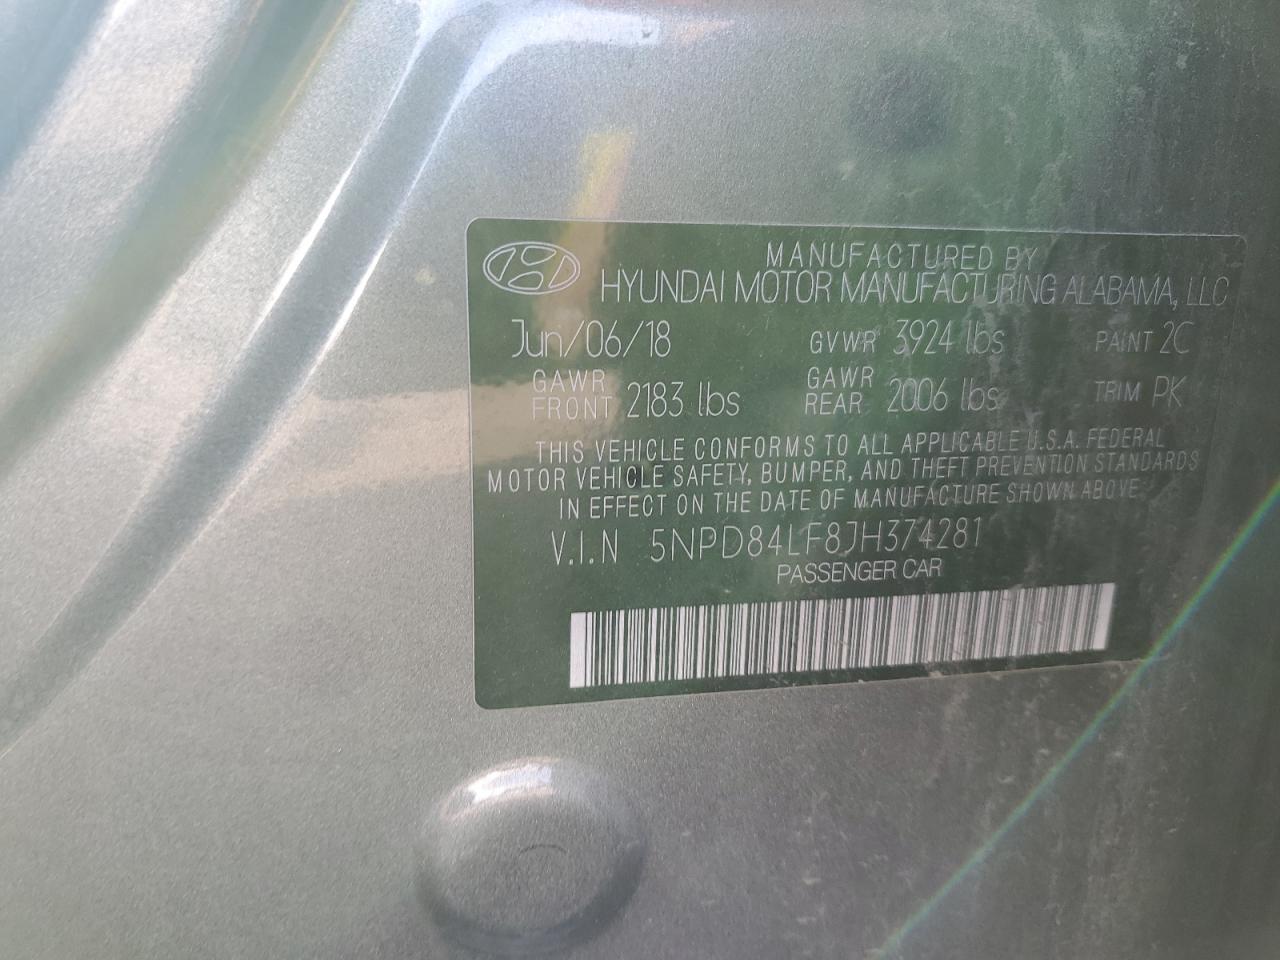 MANUFACTURED BY
HYUNDAI MOTOR MANUFACTURING ALABAMA, LLC
Jun/06/18 GVWR 3924 lbs PAINT 2C
GAWR FRONT 2183 lbs GAWR REAR 2006 lbs TRIM PK
THIS VEHICLE CONFORMS TO ALL APPLICABLE U.S.A. FEDERAL
MOTOR VEHICLE SAFETY, BUMPER, AND THEFT PREVENTION STANDARDS
IN EFFECT ON THE DATE OF MANUFACTURE SHOWN ABOVE.
V.I.N 5NPD84LF8JH374281
PASSENGER CAR